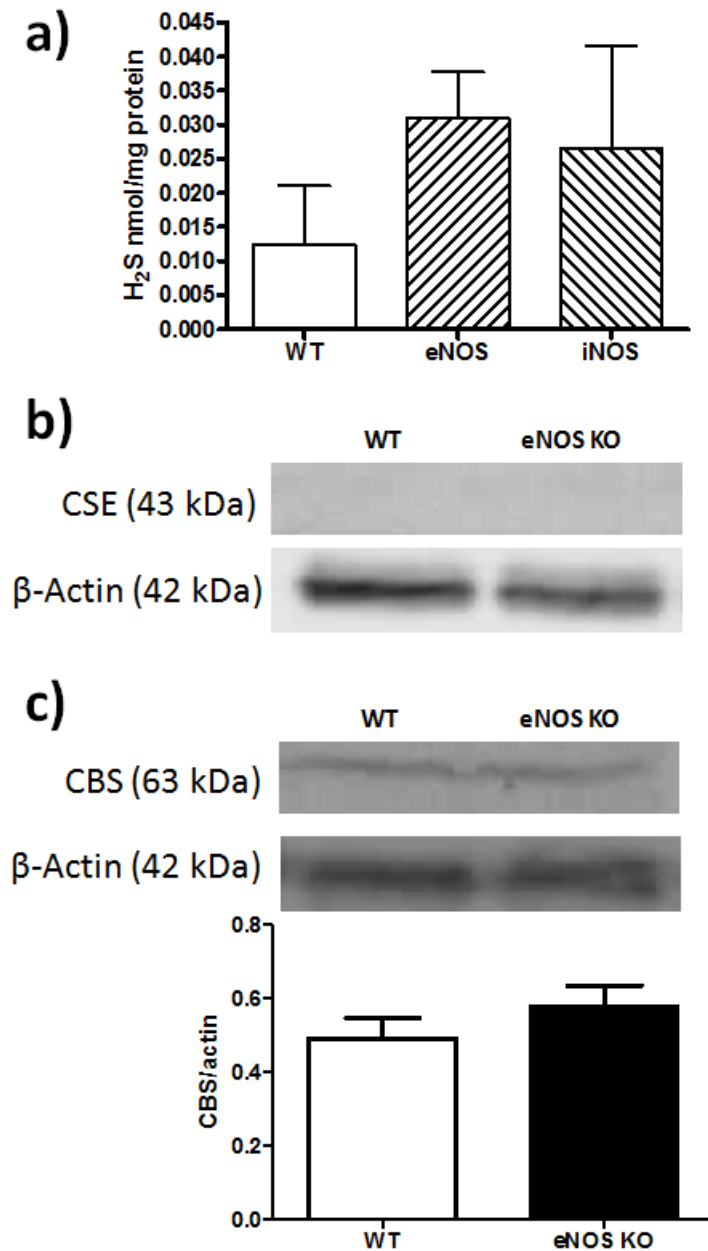 a)
H₂S nmol/mg protein
0.045
0.040
0.035
0.030
0.025
0.020
0.015
0.010
0.005
0.000
WT eNOS iNOS
b)
WT eNOS KO
CSE (43 kDa)
β-Actin (42 kDa)
c)
WT eNOS KO
CBS (63 kDa)
β-Actin (42 kDa)
CBS/actin
0.8
0.6
0.4
0.2
0.0
WT eNOS KO